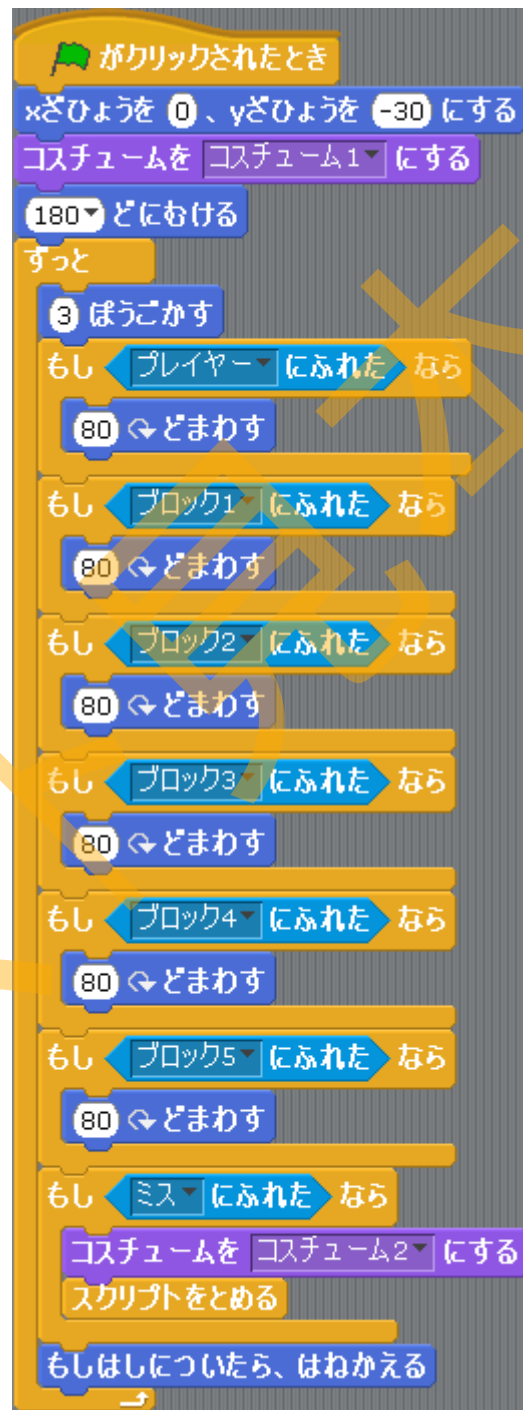 がクリックされたとき
xざひょうを 0 、yざひょうを -30 にする
コスチュームを コスチューム1 にする
180 どにむける
ずっと
3 ぽうごかす
もし プレイヤー にふれた なら
80 どまわす
もし ブロック1 にふれた なら
80 どまわす
もし ブロック2 にふれた なら
80 どまわす
もし ブロック3 にふれた なら
80 どまわす
もし ブロック4 にふれた なら
80 どまわす
もし ブロック5 にふれた なら
80 どまわす
もし ミス にふれた なら
コスチュームを コスチューム2 にする
スクリプトをとめる
もしはしについたら、はねかえる